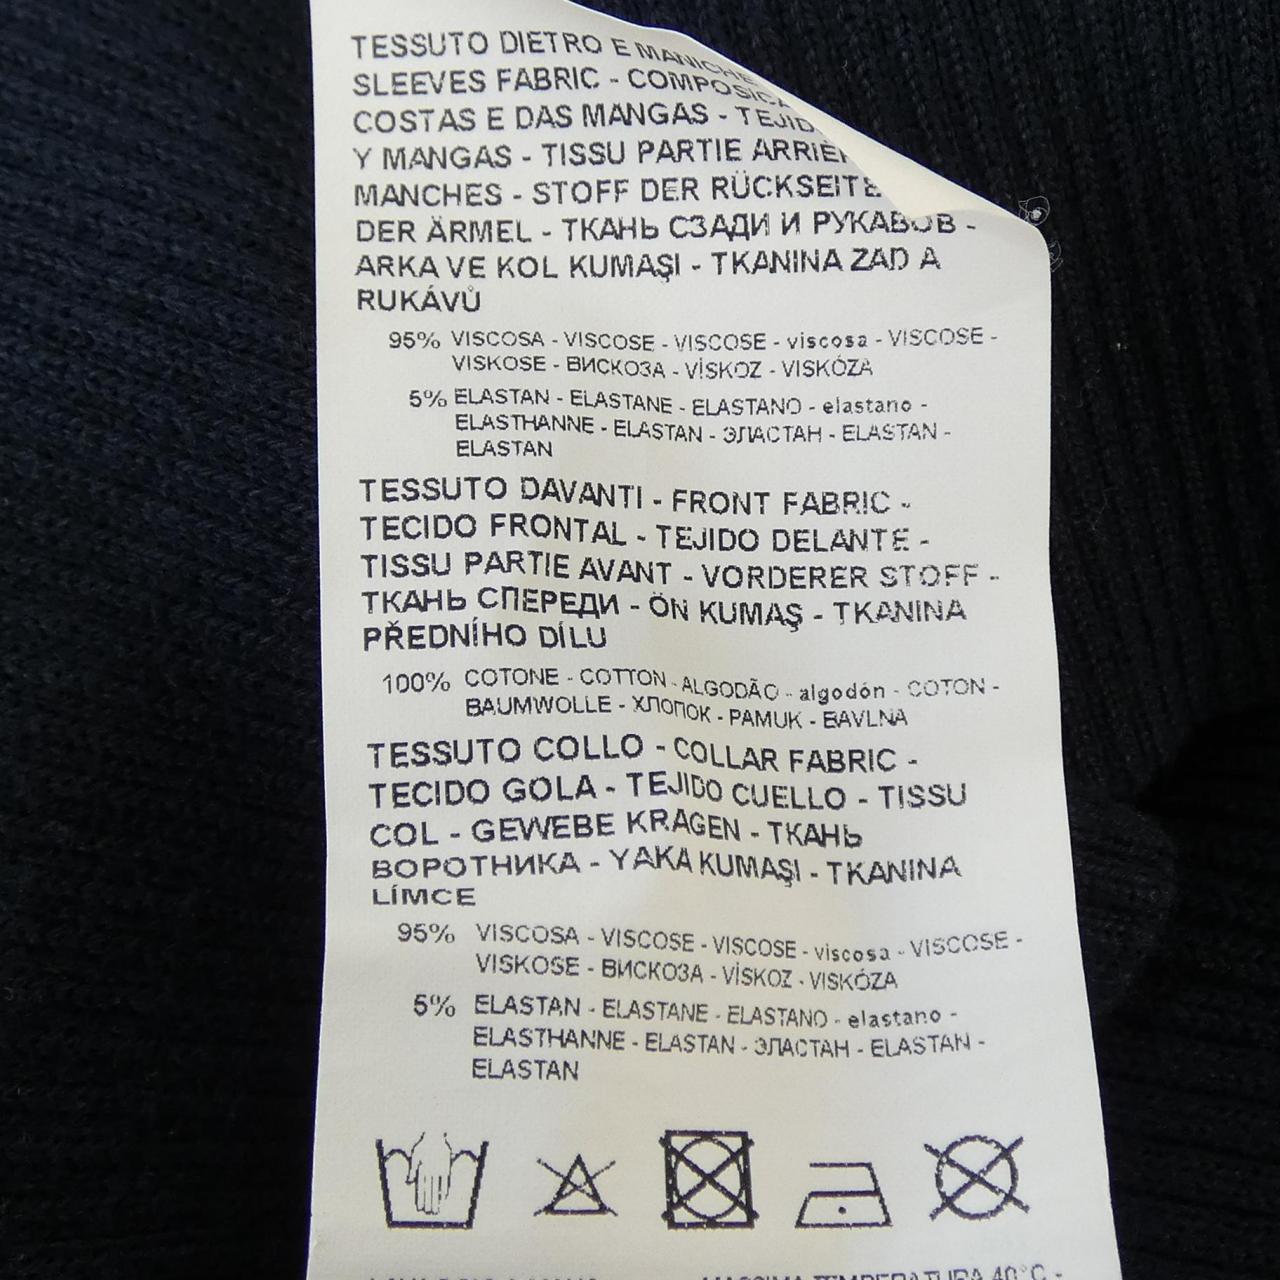 TESSUTO DIETRO E MANICHE
SLEEVES FABRIC - COMPOSIÇÃ
COSTAS E DAS MANGAS - TEJID
Y MANGAS - TISSU PARTIE ARRIÈR
MANCHES - STOFF DER RÜCKSEITE
DER ÄRMEL - ТКАНЬ СЗАДИ И РУКАВОВ -
ARKA VE KOL KUMAŞI - TKANINA ZAD A
RUKÁVŮ
95% VISCOSA - VISCOSE - VISCOSE - viscosa - VISCOSE -
VISKOSE - ВИСКОЗА - VİSKOZ - VISKÓZA
5% ELASTAN - ELASTANE - ELASTANO - elastano -
ELASTHANNE - ELASTAN - ЭЛАСТАН - ELASTAN -
ELASTAN
TESSUTO DAVANTI - FRONT FABRIC -
TECIDO FRONTAL - TEJIDO DELANTE -
TISSU PARTIE AVANT - VORDERER STOFF -
ТКАНЬ СПЕРЕДИ - ÖN KUMAŞ - TKANINA
PŘEDNÍHO DÍLU
100% COTONE - COTTON - ALGODÃO - algodón - COTON -
BAUMWOLLE - ХЛОПОК - PAMUK - BAVLNA
TESSUTO COLLO - COLLAR FABRIC -
TECIDO GOLA - TEJIDO CUELLO - TISSU
COL - GEWEBE KRAGEN - ТКАНЬ
ВОРОТНИКА - YAKA KUMAŞI - TKANINA
LÍMCE
95% VISCOSA - VISCOSE - VISCOSE - viscosa - VISCOSE -
VISKOSE - ВИСКОЗА - VİSKOZ - VISKÓZA
5% ELASTAN - ELASTANE - ELASTANO - elastano -
ELASTHANNE - ELASTAN - ЭЛАСТАН - ELASTAN -
ELASTAN
MASSIMA TEMPERATURA 40°C -